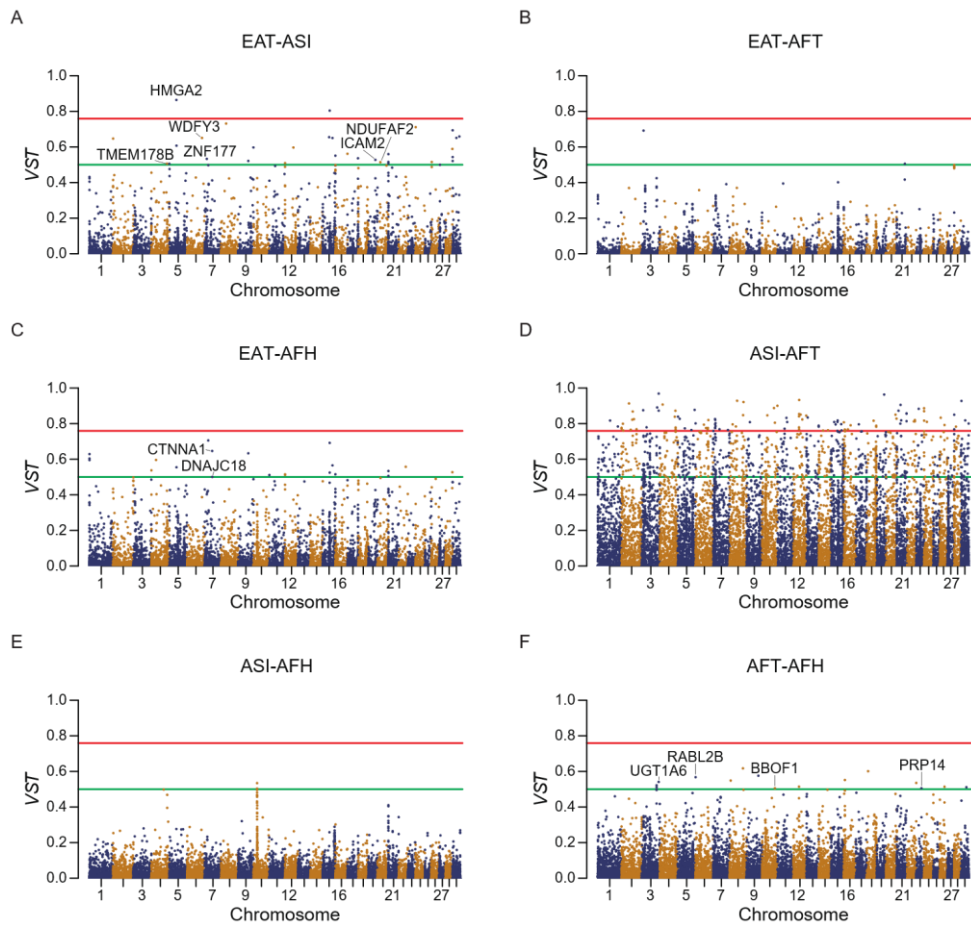 A
EAT-ASI
VST
1.0
0.8
0.6
0.4
0.2
0.0
HMGA2
WDFY3
NDUFAF2
ICAM2
TMEM178B
ZNF177
1 3 5 7 9 12 16 21 27
Chromosome
B
EAT-AFT
VST
1.0
0.8
0.6
0.4
0.2
0.0
1 3 5 7 9 12 16 21 27
Chromosome
C
EAT-AFH
VST
1.0
0.8
0.6
0.4
0.2
0.0
CTNNA1
DNAJC18
1 3 5 7 9 12 16 21 27
Chromosome
D
ASI-AFT
VST
1.0
0.8
0.6
0.4
0.2
0.0
1 3 5 7 9 12 16 21 27
Chromosome
E
ASI-AFH
VST
1.0
0.8
0.6
0.4
0.2
0.0
1 3 5 7 9 12 16 21 27
Chromosome
F
AFT-AFH
VST
1.0
0.8
0.6
0.4
0.2
0.0
RABL2B
UGT1A6
BBOF1
PRP14
1 3 5 7 9 12 16 21 27
Chromosome